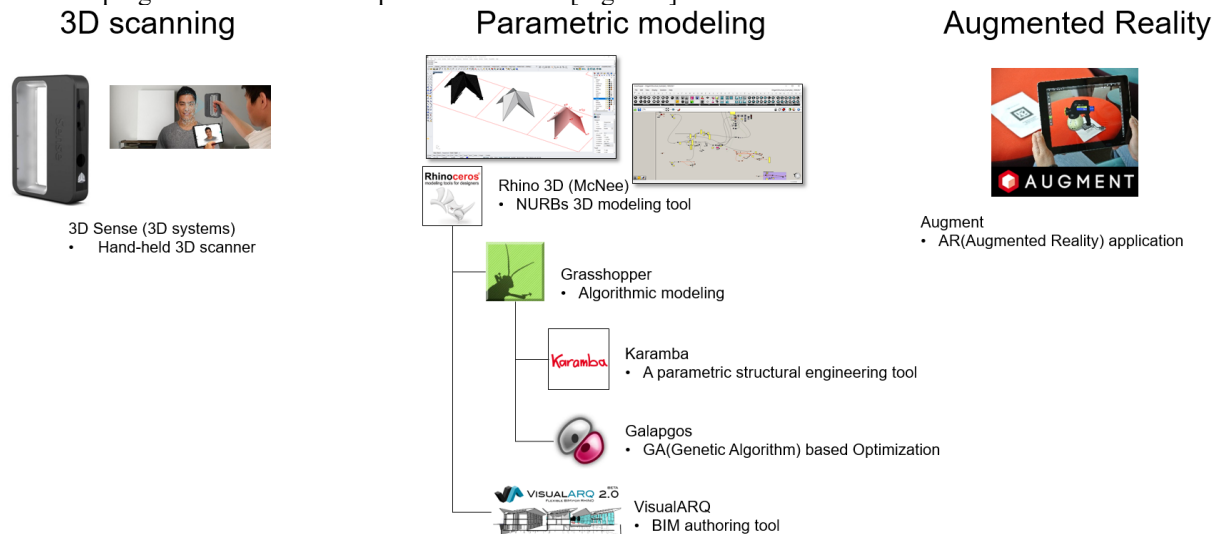 3D scanning
Parametric modeling
Augmented Reality
3D Sense (3D systems)
• Hand-held 3D scanner
Rhinoceros
modeling tools for designers
Rhino 3D (McNee)
• NURBs 3D modeling tool
Grasshopper
• Algorithmic modeling
Karamba
Karamba
• A parametric structural engineering tool
Galapgos
• GA(Genetic Algorithm) based Optimization
VISUALARQ 2.0
BETA
VisualARQ
• BIM authoring tool
AUGMENT
Augment
• AR(Augmented Reality) application